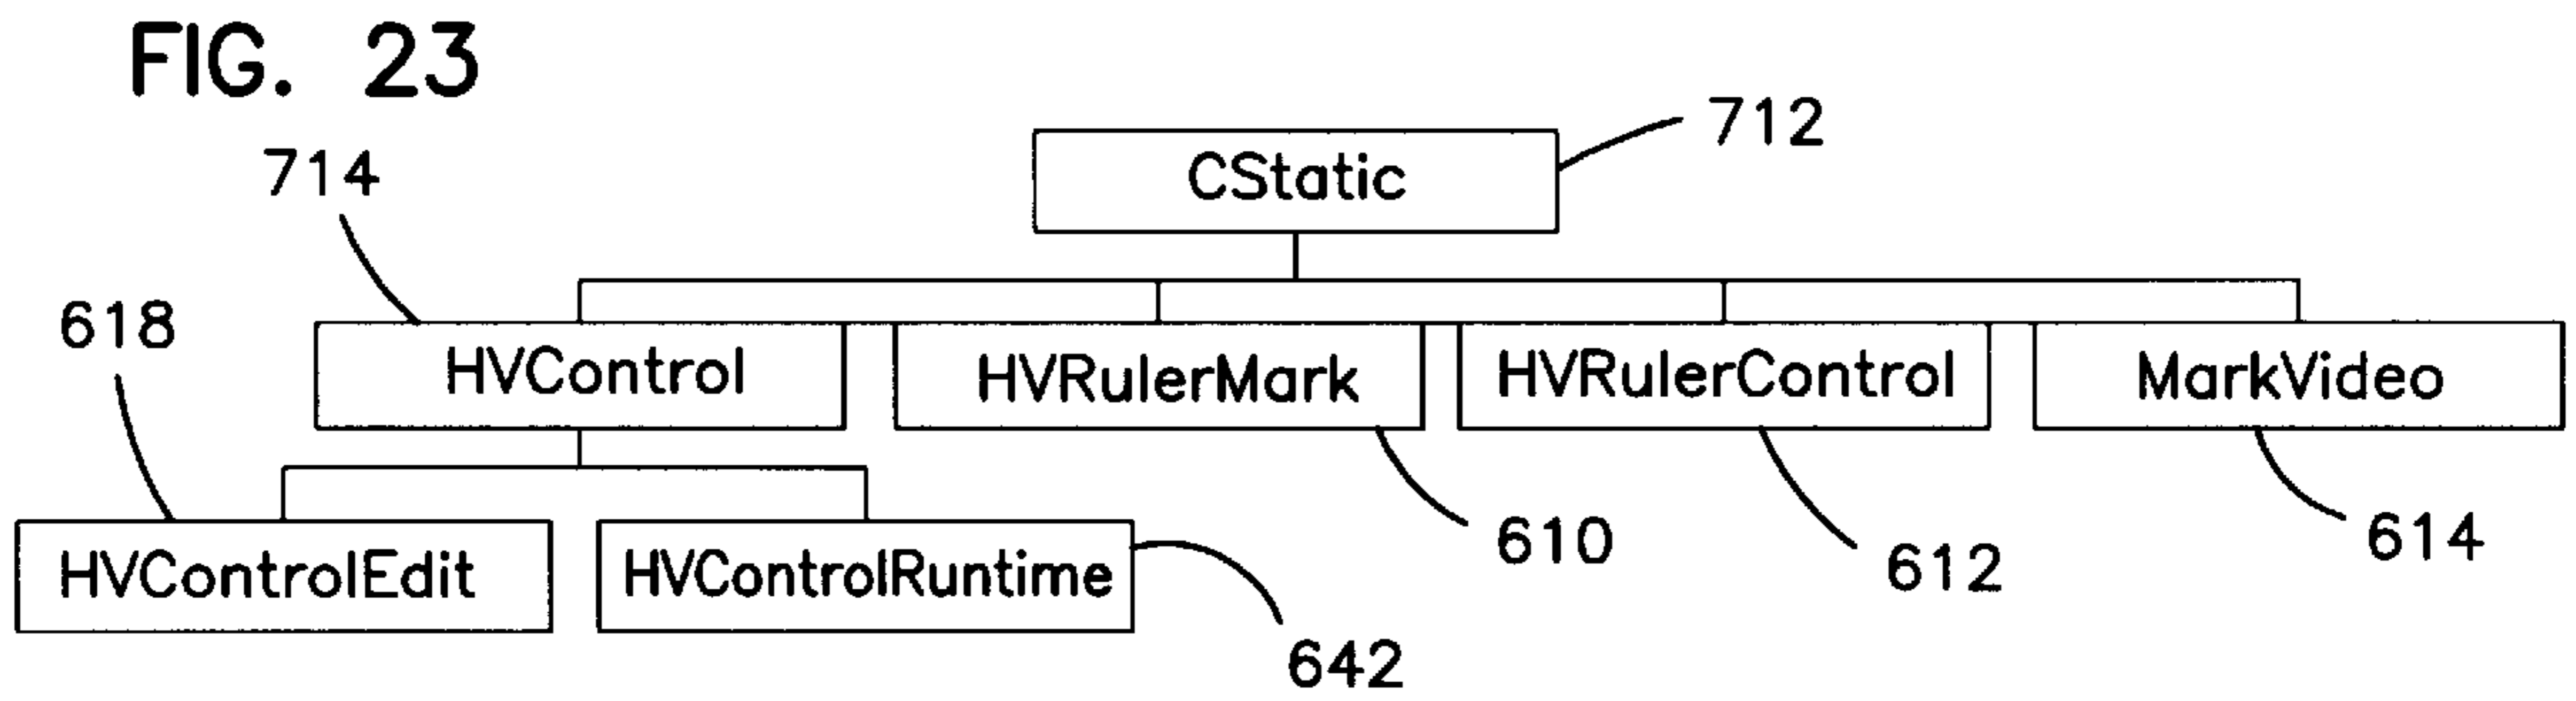 FIG. 23
712
CStatic
714
618
HVControl
HVRulerMark
HVRulerControl
MarkVideo
610
612
614
HVControlEdit
HVControlRuntime
642